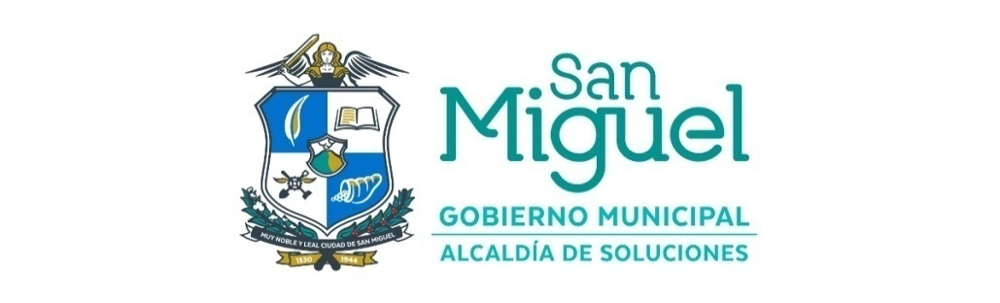 San
Miguel
GOBIERNO MUNICIPAL
ALCALDÍA DE SOLUCIONES
MUY NOBLE Y LEAL CIUDAD DE SAN MIGUEL
1530 1944